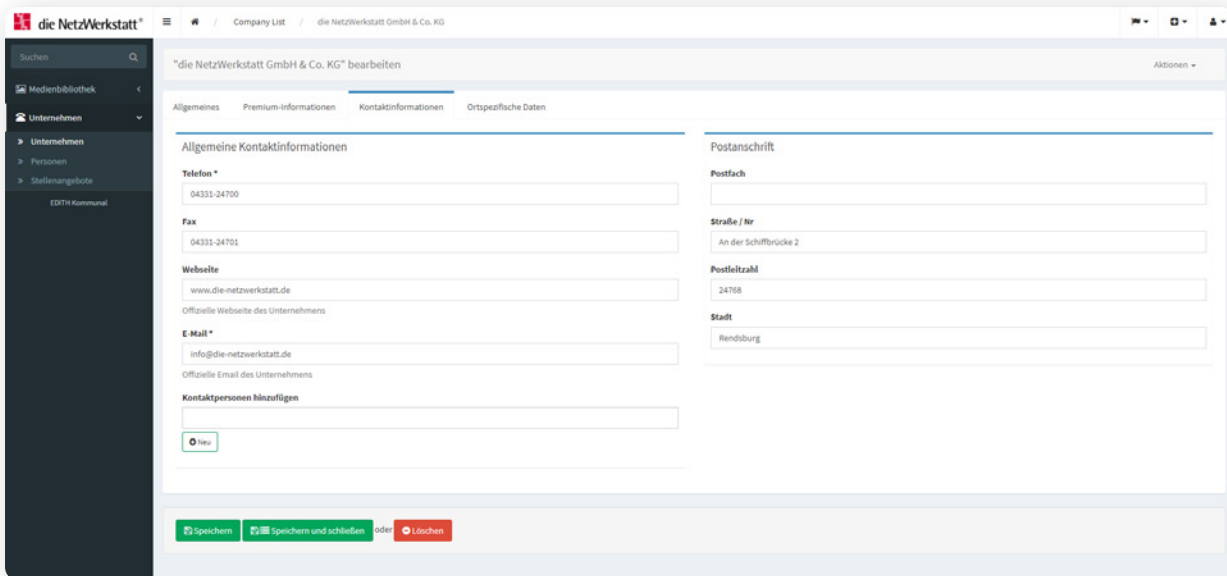 die NetzWerkstatt®
/ Company List / die NetzWerkstatt GmbH & Co. KG
Suchen
Medienbibliothek
Unternehmen
Unternehmen
Personen
Stellenangebote
EDITH Kommunal
"die NetzWerkstatt GmbH & Co. KG" bearbeiten
Aktionen
Allgemeines Premium-Informationen Kontaktinformationen Ortspezifische Daten
Allgemeine Kontaktinformationen
Telefon *
04331-24700
Fax
04331-24701
Webseite
www.die-netzwerkstatt.de
Offizielle Webseite des Unternehmens
E-Mail *
info@die-netzwerkstatt.de
Offizielle Email des Unternehmens
Kontaktpersonen hinzufügen
Neu
Postanschrift
Postfach
Straße / Nr
An der Schiffbrücke 2
Postleitzahl
24768
Stadt
Rendsburg
Speichern Speichern und schließen oder Löschen